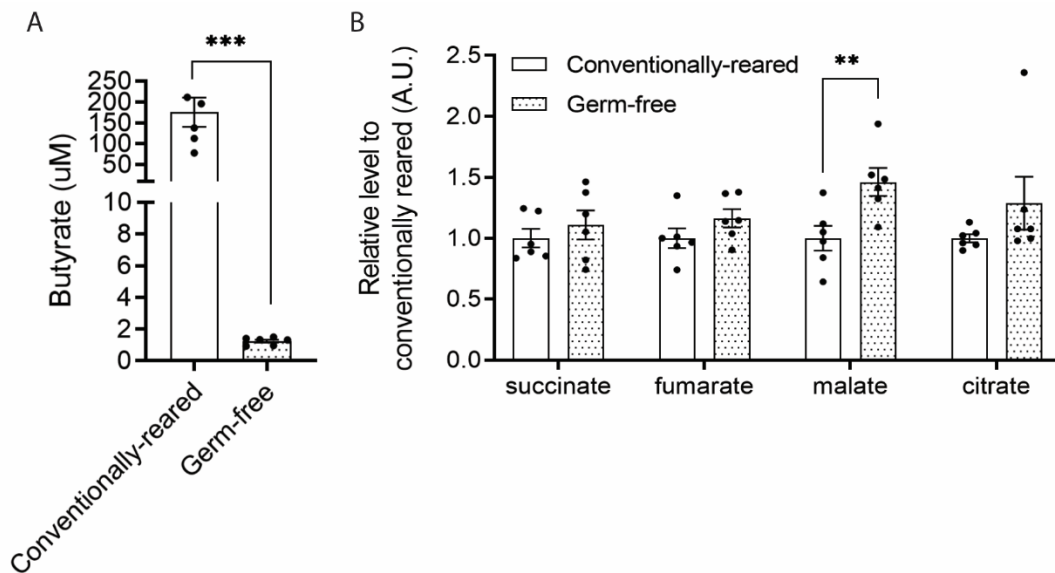 A
***
Butyrate (uM)
250
200
150
100
50
10
8
6
4
2
0
Conventionally-reared
Germ-free
B
Relative level to
conventionally reared (A.U.)
2.5
2.0
1.5
1.0
0.5
0.0
Conventionally-reared
Germ-free
**
succinate
fumarate
malate
citrate